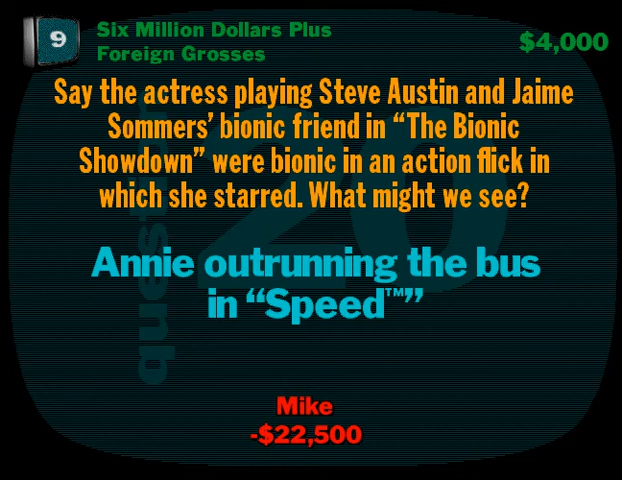 9
Six Million Dollars Plus
Foreign Grosses
$4,000
Say the actress playing Steve Austin and Jaime
Sommers' bionic friend in “The Bionic
Showdown” were bionic in an action flick in
which she starred. What might we see?
Annie outrunning the bus
in “Speed™”
question
20
Mike
-$22,500